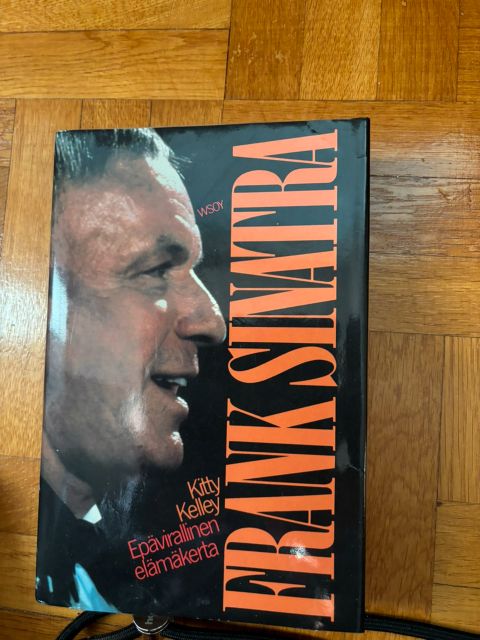 WSOY
FRANK SINATRA
Kitty
Kelley
Epävirallinen
elämäkerta